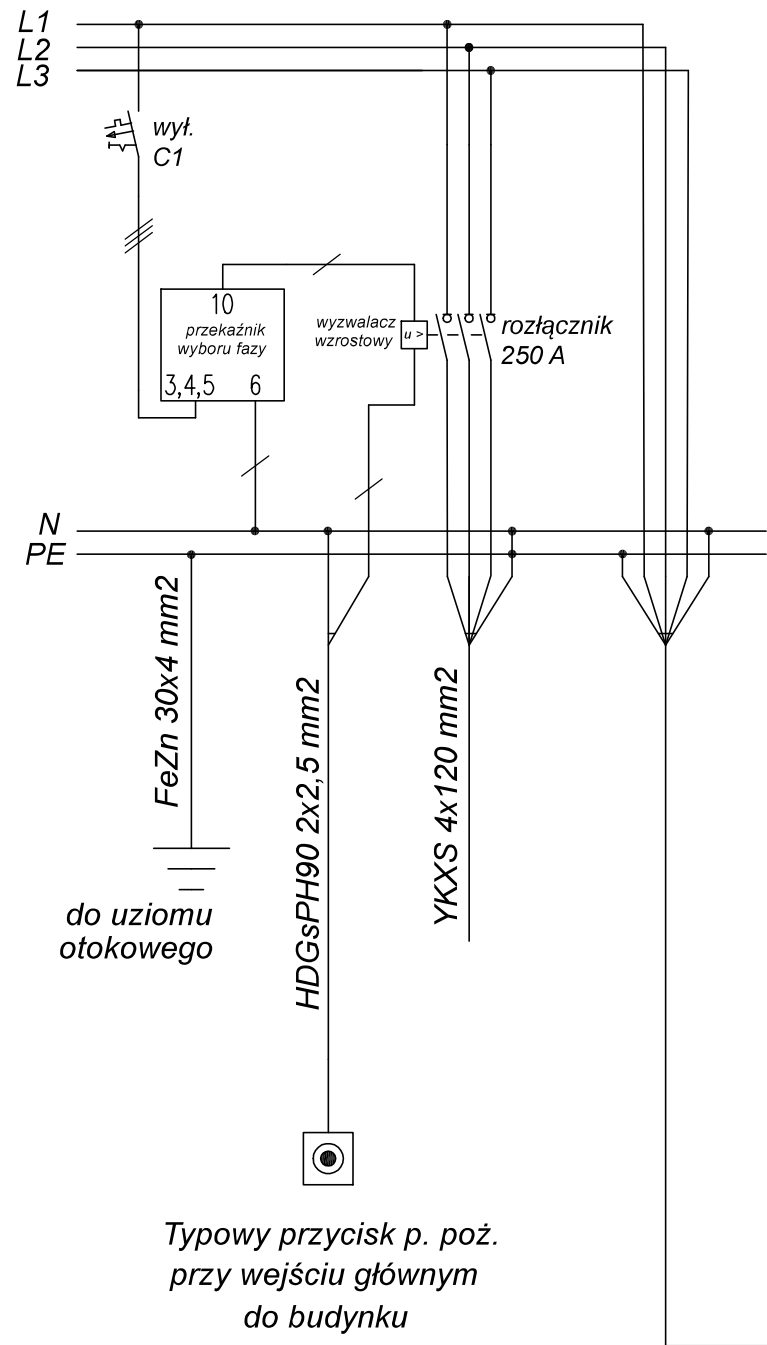 L1
L2
L3
wył.
C1
10
przekaźnik
wyboru fazy
3,4,5 6
wyzwalacz
wzrostowy
u >
rozłącznik
250 A
N
PE
FeZn 30x4 mm2
HDGsPH90 2x2,5 mm2
YKXS 4x120 mm2
do uziomu
otokowego
Typowy przycisk p. poż.
przy wejściu głównym
do budynku